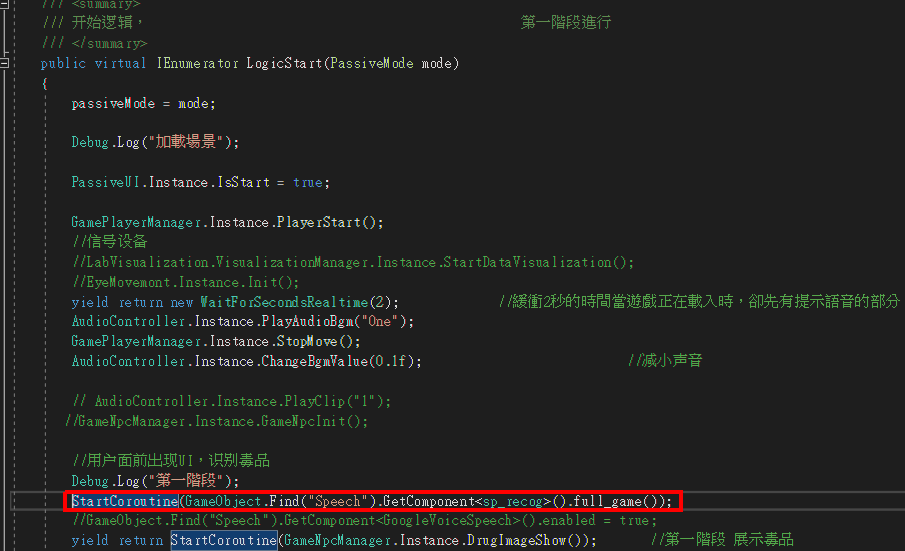 /// <summary>
/// 开始逻辑， 第一階段進行
/// </summary>
public virtual IEnumerator LogicStart(PassiveMode mode)
{
passiveMode = mode;
Debug.Log("加載場景");
PassiveUI.Instance.IsStart = true;
GamePlayerManager.Instance.PlayerStart();
//信号设备
//LabVisualization.VisualizationManager.Instance.StartDataVisualization();
//EyeMovemont.Instance.Init();
yield return new WaitForSecondsRealtime(2); //緩衝2秒的時間當遊戲正在載入時，卻先有提示語音的部分
AudioController.Instance.PlayAudioBgm("One");
GamePlayerManager.Instance.StopMove();
AudioController.Instance.ChangeBgmValue(0.1f); //减小声音
// AudioController.Instance.PlayClip("1");
//GameNpcManager.Instance.GameNpcInit();
//用户面前出现UI，识别毒品
Debug.Log("第一階段");
StartCoroutine(GameObject.Find("Speech").GetComponent<sp_recog>().full_game());
//GameObject.Find("Speech").GetComponent<GoogleVoiceSpeech>().enabled = true;
yield return StartCoroutine(GameNpcManager.Instance.DrugImageShow()); //第一階段 展示毒品